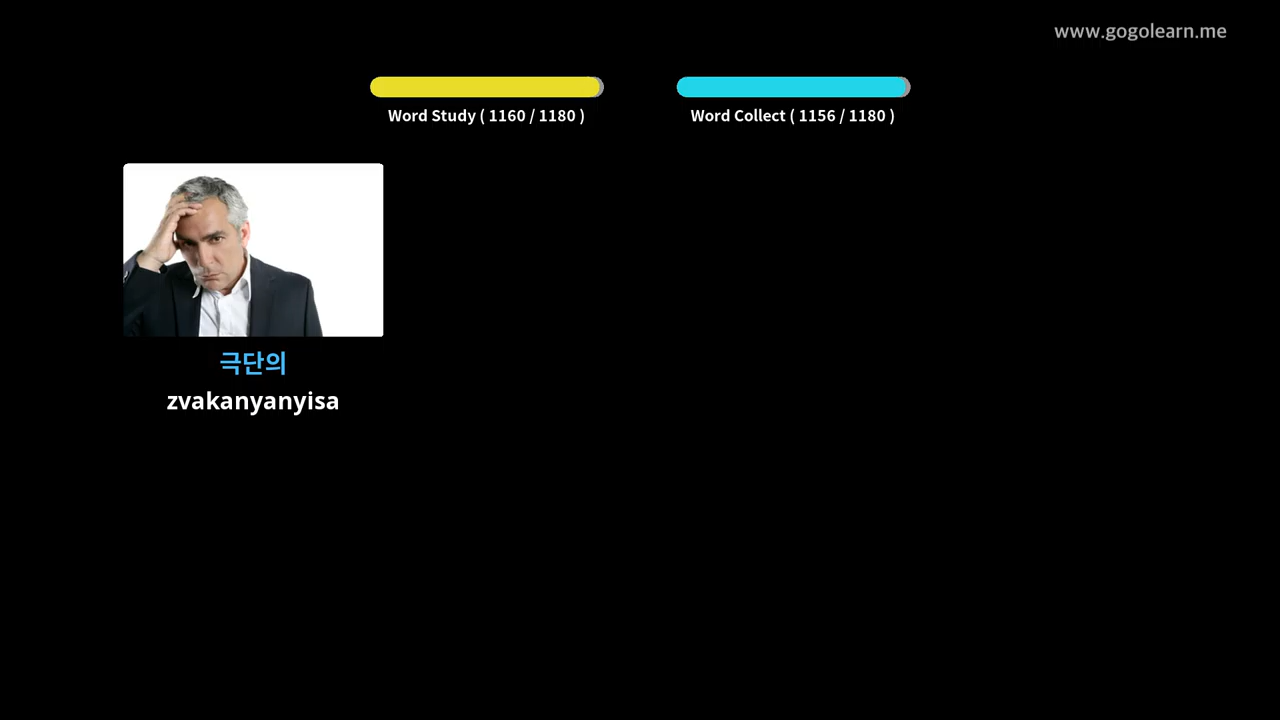 www.gogolearn.me
Word Study ( 1160 / 1180 )
Word Collect ( 1156 / 1180 )
극단의
zvakanyanyisa